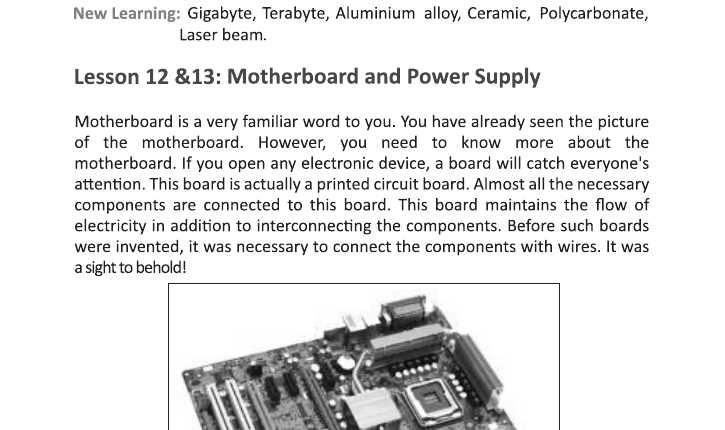 New Learning: Gigabyte, Terabyte, Aluminium alloy, Ceramic, Polycarbonate,
Laser beam.
Lesson 12 &13: Motherboard and Power Supply
Motherboard is a very familiar word to you. You have already seen the picture
of the motherboard. However, you need to know more about the
motherboard. If you open any electronic device, a board will catch everyone's
attention. This board is actually a printed circuit board. Almost all the necessary
components are connected to this board. This board maintains the flow of
electricity in addition to interconnecting the components. Before such boards
were invented, it was necessary to connect the components with wires. It was
a sight to behold!